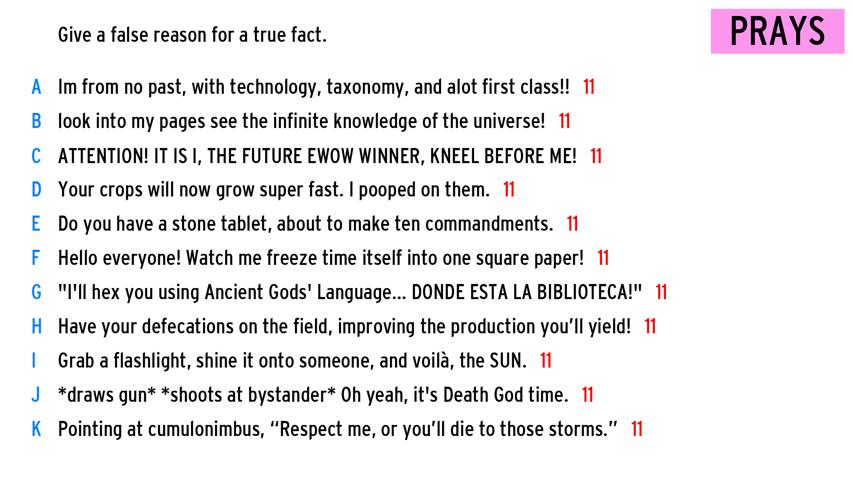 Give a false reason for a true fact.
PRAYS
A Im from no past, with technology, taxonomy, and alot first class!! 11
B look into my pages see the infinite knowledge of the universe! 11
C ATTENTION! IT IS I, THE FUTURE EWOW WINNER, KNEEL BEFORE ME! 11
D Your crops will now grow super fast. I pooped on them. 11
E Do you have a stone tablet, about to make ten commandments. 11
F Hello everyone! Watch me freeze time itself into one square paper! 11
G "I'll hex you using Ancient Gods' Language... DONDE ESTA LA BIBLIOTECA!" 11
H Have your defecations on the field, improving the production you’ll yield! 11
I Grab a flashlight, shine it onto someone, and voilà, the SUN. 11
J *draws gun* *shoots at bystander* Oh yeah, it's Death God time. 11
K Pointing at cumulonimbus, “Respect me, or you’ll die to those storms.” 11